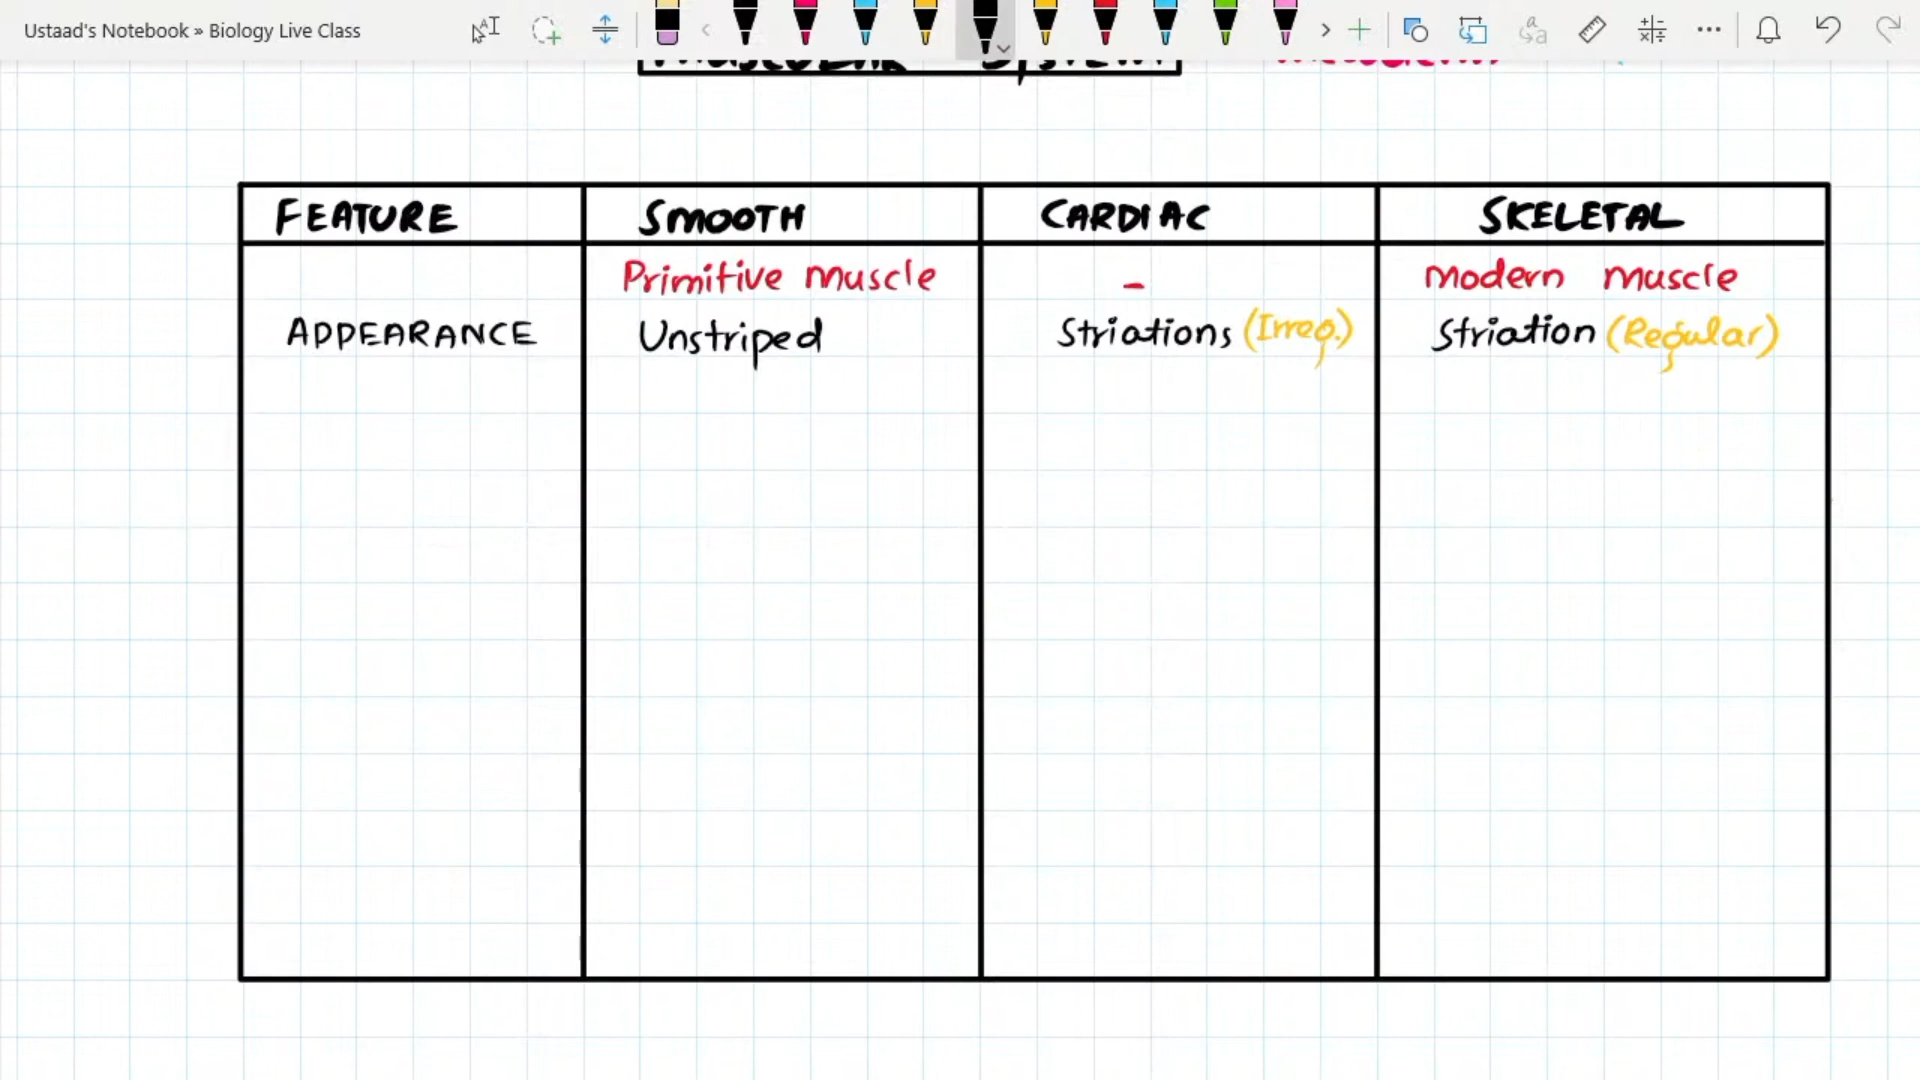 Ustaad's Notebook » Biology Live Class
FEATURE SMOOTH CARDIAC SKELETAL
Primitive muscle - Modern muscle
APPEARANCE Unstriped Striations (Irreg.) Striation (Regular)